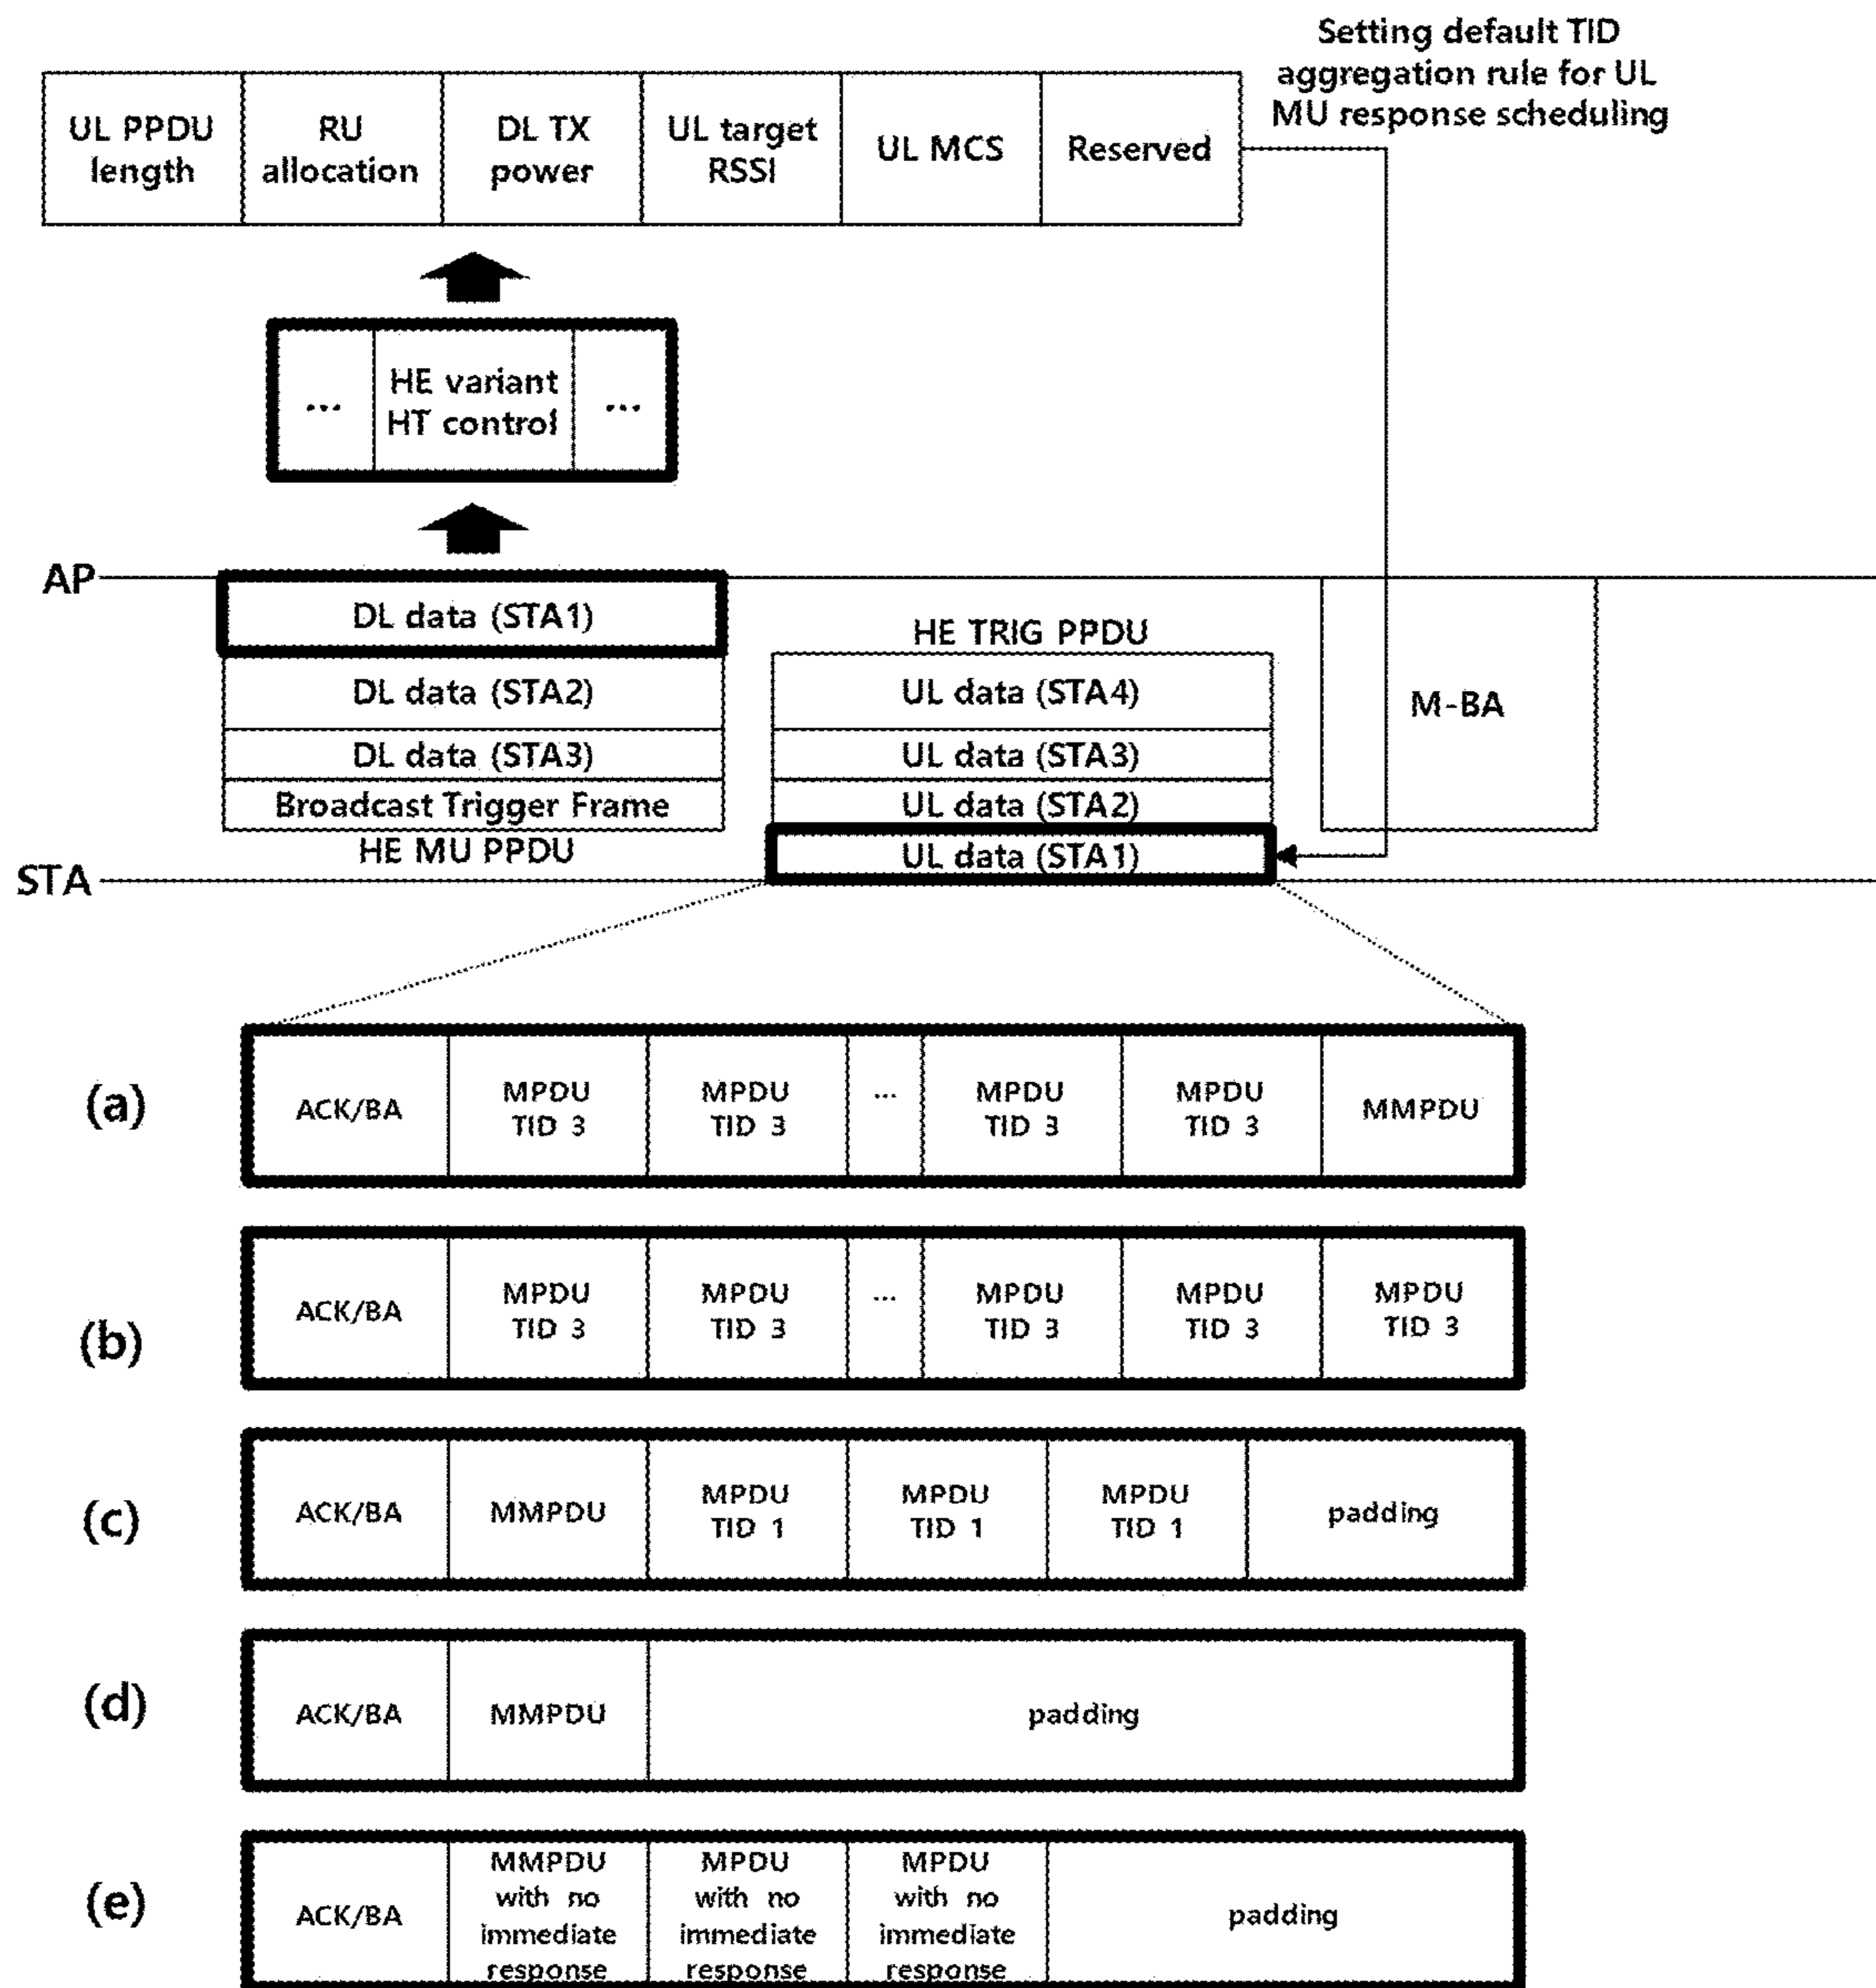 Setting default TID
aggregation rule for UL
MU response scheduling
UL PPDU
length
RU
allocation
DL TX
power
UL target
RSSI
UL MCS
Reserved
...
HE variant
HT control
...
AP
DL data (STA1)
DL data (STA2)
DL data (STA3)
Broadcast Trigger Frame
HE MU PPDU
HE TRIG PPDU
UL data (STA4)
UL data (STA3)
UL data (STA2)
UL data (STA1)
M-BA
STA
(a)
ACK/BA
MPDU
TID 3
MPDU
TID 3
...
MPDU
TID 3
MPDU
TID 3
MMPDU
(b)
ACK/BA
MPDU
TID 3
MPDU
TID 3
...
MPDU
TID 3
MPDU
TID 3
MPDU
TID 3
(c)
ACK/BA
MMPDU
MPDU
TID 1
MPDU
TID 1
MPDU
TID 1
padding
(d)
ACK/BA
MMPDU
padding
(e)
ACK/BA
MMPDU
with no
immediate
response
MPDU
with no
immediate
response
MPDU
with no
immediate
response
padding